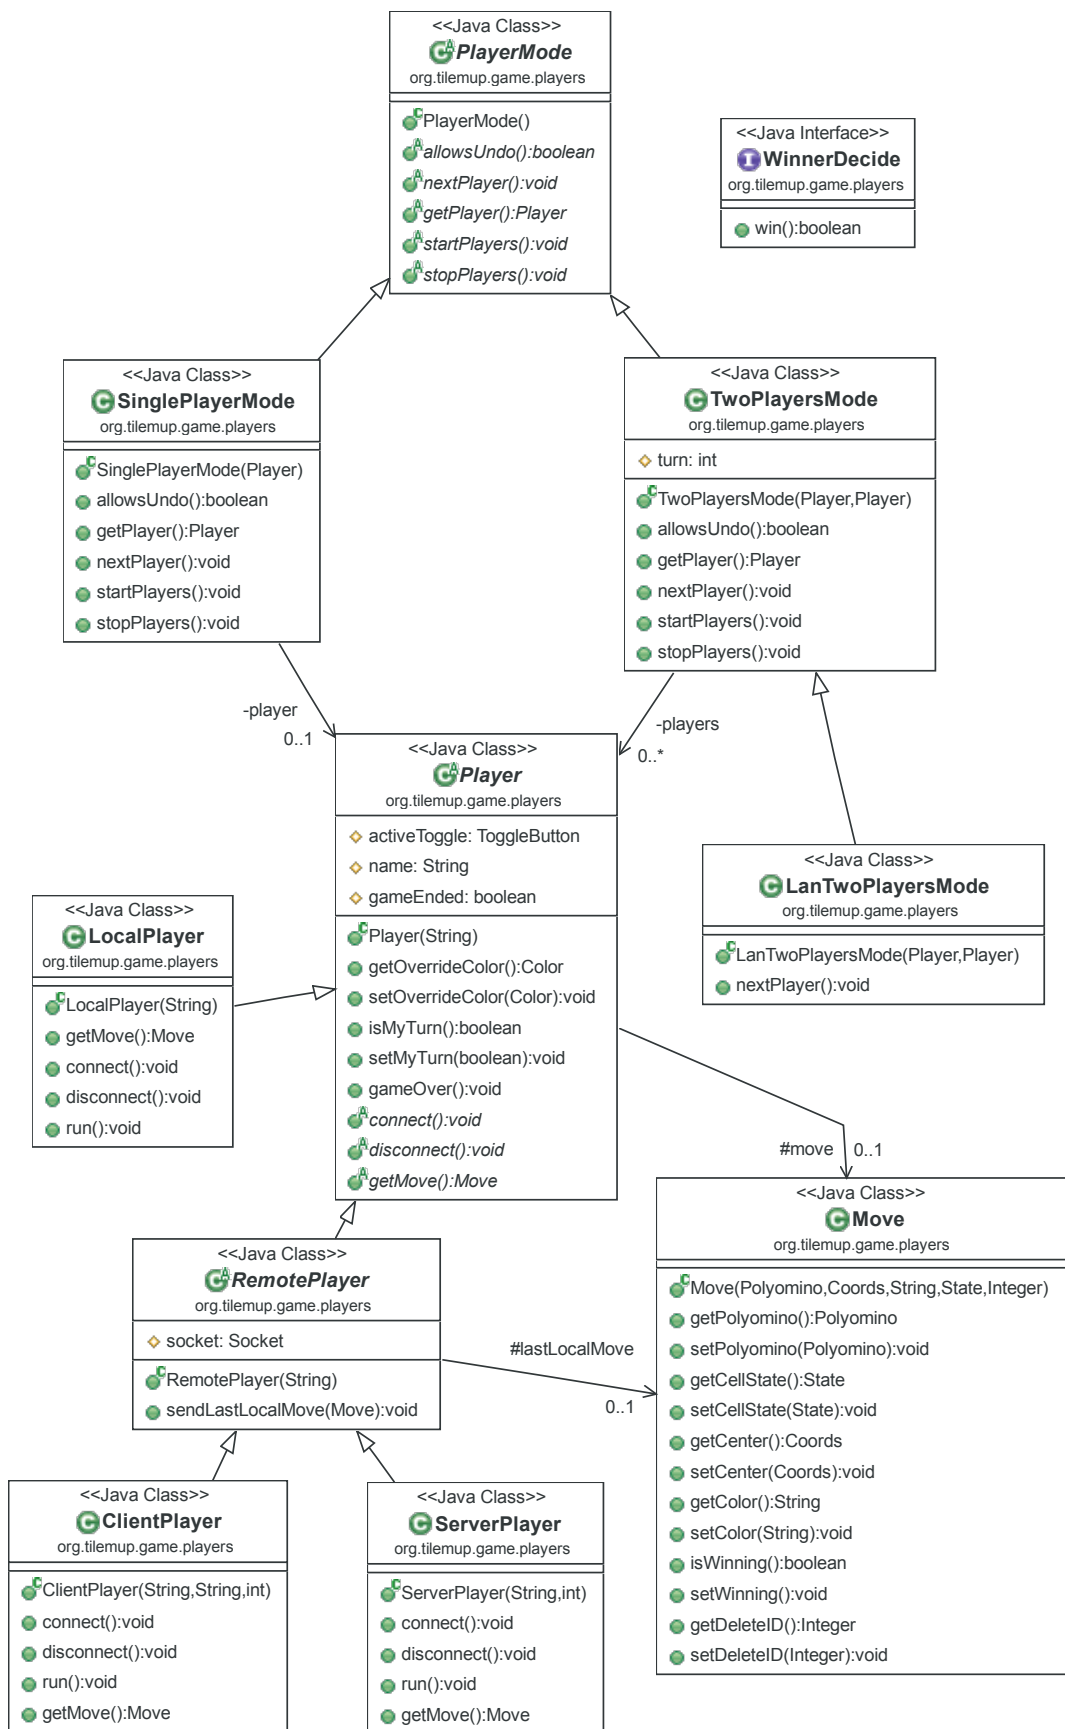 <<Java Class>>
PlayerMode
org.tilemup.game.players
PlayerMode()
allowsUndo():boolean
nextPlayer():void
getPlayer():Player
startPlayers():void
stopPlayers():void
<<Java Interface>>
WinnerDecide
org.tilemup.game.players
win():boolean
<<Java Class>>
SinglePlayerMode
org.tilemup.game.players
SinglePlayerMode(Player)
allowsUndo():boolean
getPlayer():Player
nextPlayer():void
startPlayers():void
stopPlayers():void
<<Java Class>>
TwoPlayersMode
org.tilemup.game.players
turn: int
TwoPlayersMode(Player,Player)
allowsUndo():boolean
getPlayer():Player
nextPlayer():void
startPlayers():void
stopPlayers():void
-player
0..1
-players
0..*
<<Java Class>>
Player
org.tilemup.game.players
activeToggle: ToggleButton
name: String
gameEnded: boolean
Player(String)
getOverrideColor():Color
setOverrideColor(Color):void
isMyTurn():boolean
setMyTurn(boolean):void
gameOver():void
connect():void
disconnect():void
getMove():Move
<<Java Class>>
LanTwoPlayersMode
org.tilemup.game.players
LanTwoPlayersMode(Player,Player)
nextPlayer():void
<<Java Class>>
LocalPlayer
org.tilemup.game.players
LocalPlayer(String)
getMove():Move
connect():void
disconnect():void
run():void
#move
0..1
<<Java Class>>
Move
org.tilemup.game.players
Move(Polyomino,Coords,String,State,Integer)
getPolyomino():Polyomino
setPolyomino(Polyomino):void
getCellState():State
setCellState(State):void
getCenter():Coords
setCenter(Coords):void
getColor():String
setColor(String):void
isWinning():boolean
setWinning():void
getDeleteID():Integer
setDeleteID(Integer):void
<<Java Class>>
RemotePlayer
org.tilemup.game.players
socket: Socket
RemotePlayer(String)
sendLastLocalMove(Move):void
#lastLocalMove
0..1
<<Java Class>>
ClientPlayer
org.tilemup.game.players
ClientPlayer(String,String,int)
connect():void
disconnect():void
run():void
getMove():Move
<<Java Class>>
ServerPlayer
org.tilemup.game.players
ServerPlayer(String,int)
connect():void
disconnect():void
run():void
getMove():Move